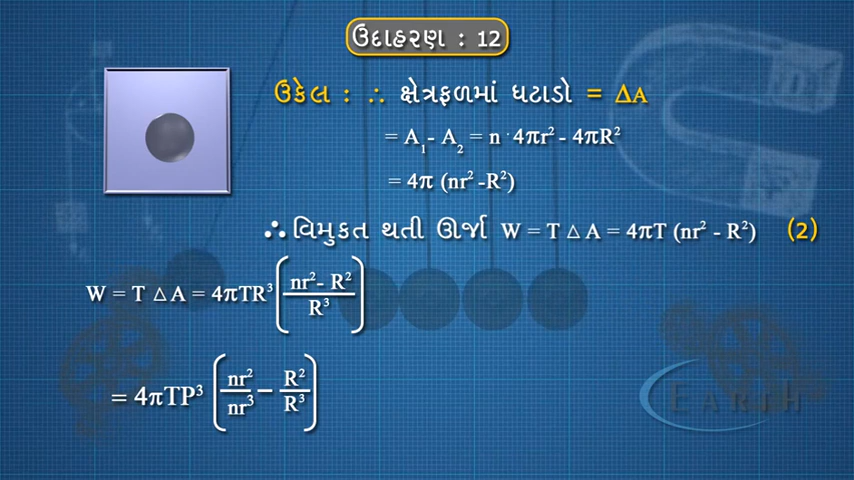 ઉદાહરણ : 12
ઉકેલ : ∴ ક્ષેત્રફળમાં ઘટાડો = ΔA
= A₁- A₂ = n · 4πr² - 4πR²
= 4π (nr² -R²)
∴ વિમુકત થતી ઊર્જા W = T △ A = 4πT (nr² - R²) (2)
W = T △ A = 4πTR³ (nr²- R² / R³)
= 4πTP³ (nr²/nr³ − R²/R³)
EARTH